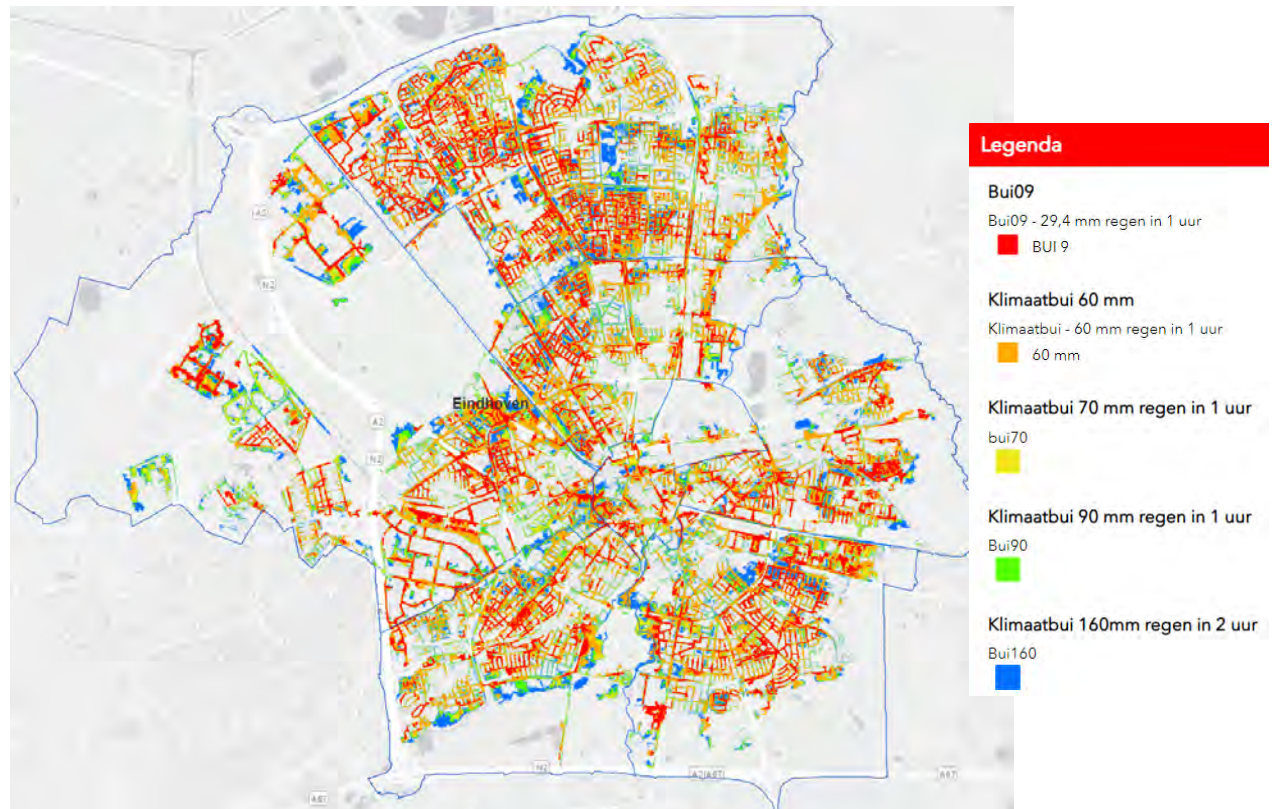 Legenda
Bui09
Bui09 - 29,4 mm regen in 1 uur
BUI 9
Klimaatbui 60 mm
Klimaatbui - 60 mm regen in 1 uur
60 mm
Klimaatbui 70 mm regen in 1 uur
bui70
Klimaatbui 90 mm regen in 1 uur
Bui90
Klimaatbui 160mm regen in 2 uur
Bui160
N2
Eindhoven
A2
N2
N2
A2(A67)
A67